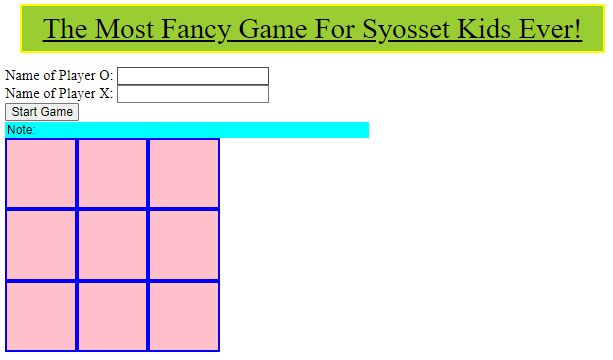 The Most Fancy Game For Syosset Kids Ever!
Name of Player O:
Name of Player X:
Start Game
Note: